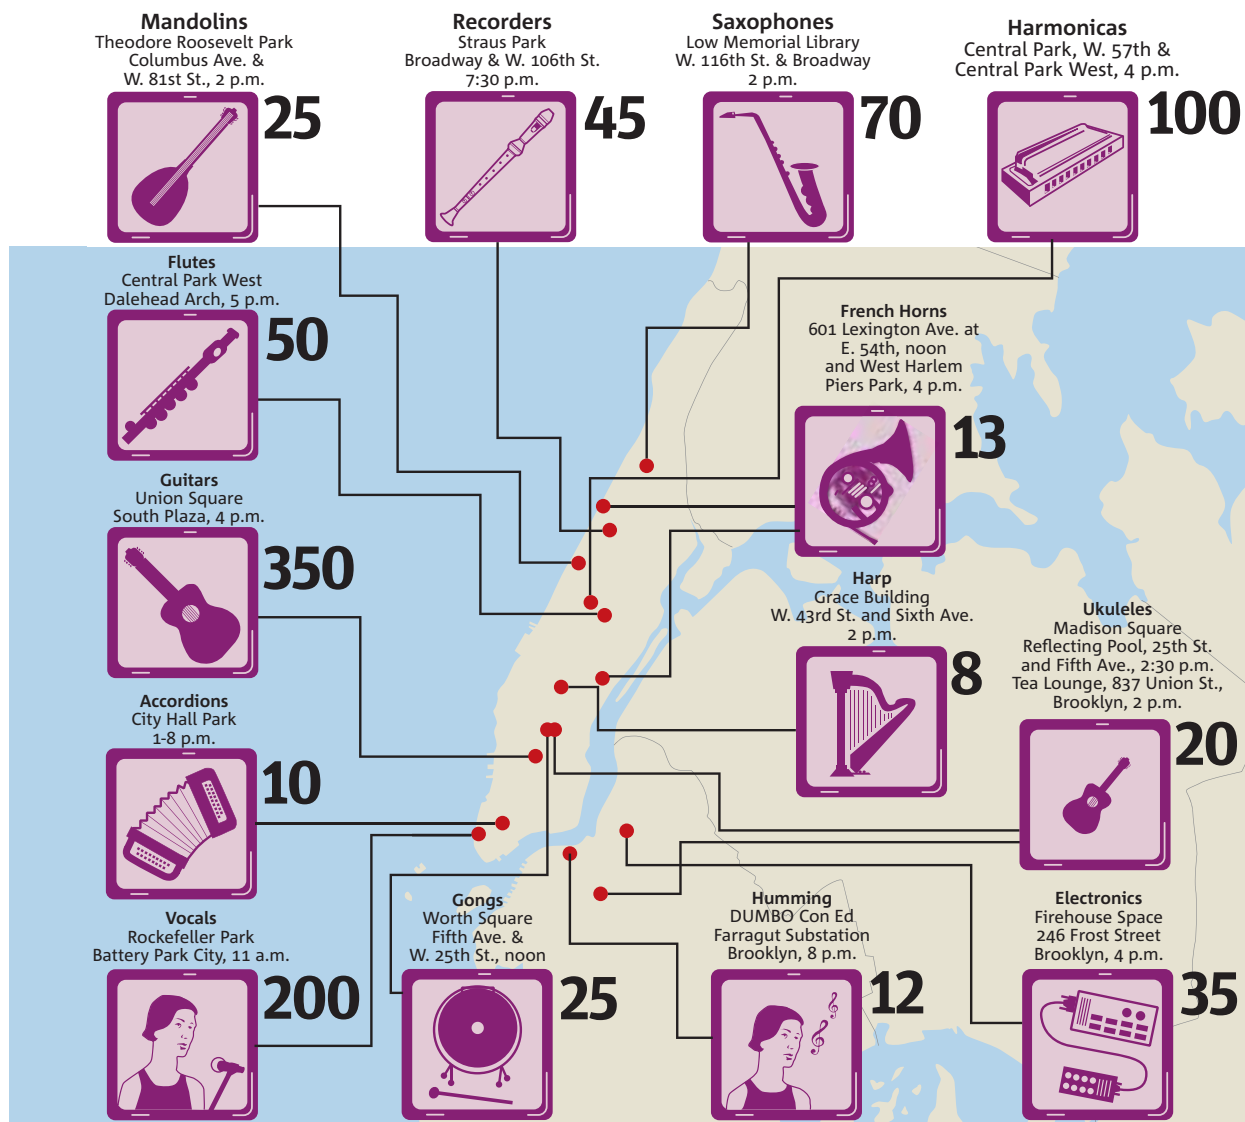 Mandolins
Theodore Roosevelt Park
Columbus Ave. &
W. 81st St., 2 p.m.
25
Recorders
Straus Park
Broadway & W. 106th St.
7:30 p.m.
45
Saxophones
Low Memorial Library
W. 116th St. & Broadway
2 p.m.
70
Harmonicas
Central Park, W. 57th &
Central Park West, 4 p.m.
100
Flutes
Central Park West
Dalehead Arch, 5 p.m.
50
French Horns
601 Lexington Ave. at
E. 54th, noon
and West Harlem
Piers Park, 4 p.m.
13
Guitars
Union Square
South Plaza, 4 p.m.
350
Harp
Grace Building
W. 43rd St. and Sixth Ave.
2 p.m.
8
Ukuleles
Madison Square
Reflecting Pool, 25th St.
and Fifth Ave., 2:30 p.m.
Tea Lounge, 837 Union St.,
Brooklyn, 2 p.m.
20
Accordions
City Hall Park
1-8 p.m.
10
Vocals
Rockefeller Park
Battery Park City, 11 a.m.
200
Gongs
Worth Square
Fifth Ave. &
W. 25th St., noon
25
Humming
DUMBO Con Ed
Farragut Substation
Brooklyn, 8 p.m.
12
Electronics
Firehouse Space
246 Frost Street
Brooklyn, 4 p.m.
35